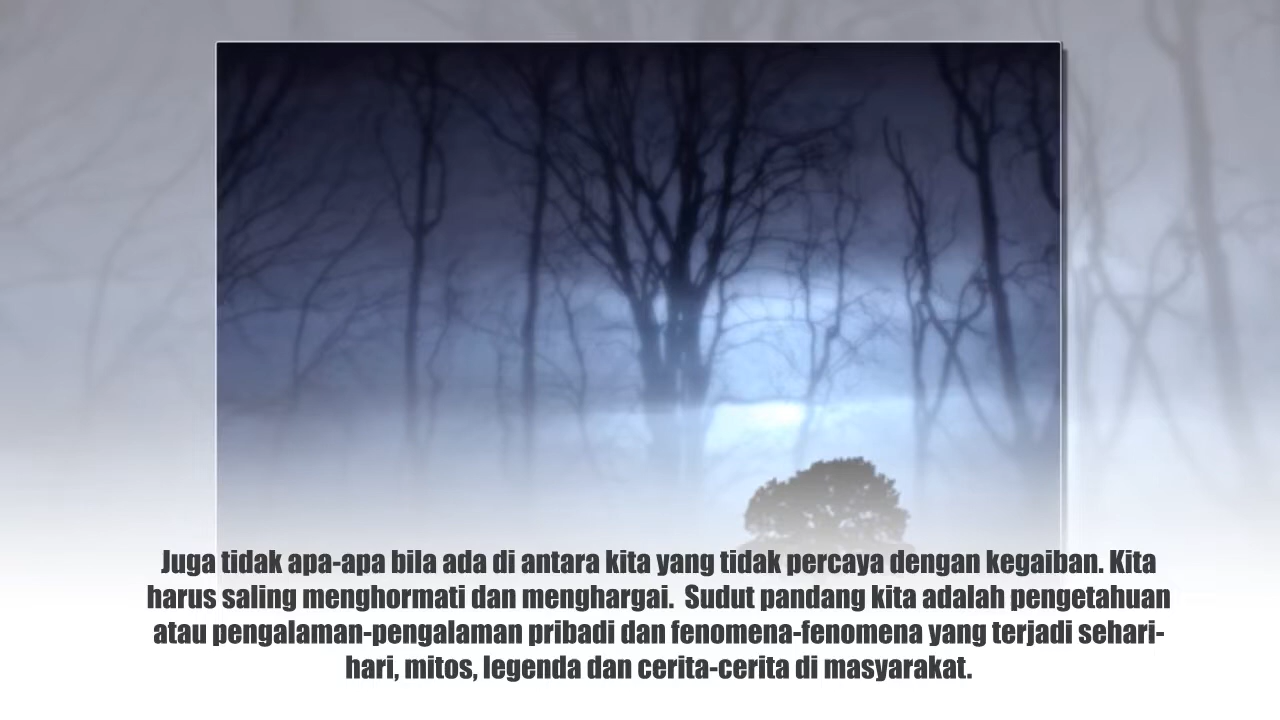 Juga tidak apa-apa bila ada di antara kita yang tidak percaya dengan kegaiban. Kita
harus saling menghormati dan menghargai.  Sudut pandang kita adalah pengetahuan
atau pengalaman-pengalaman pribadi dan fenomena-fenomena yang terjadi sehari-
hari, mitos, legenda dan cerita-cerita di masyarakat.